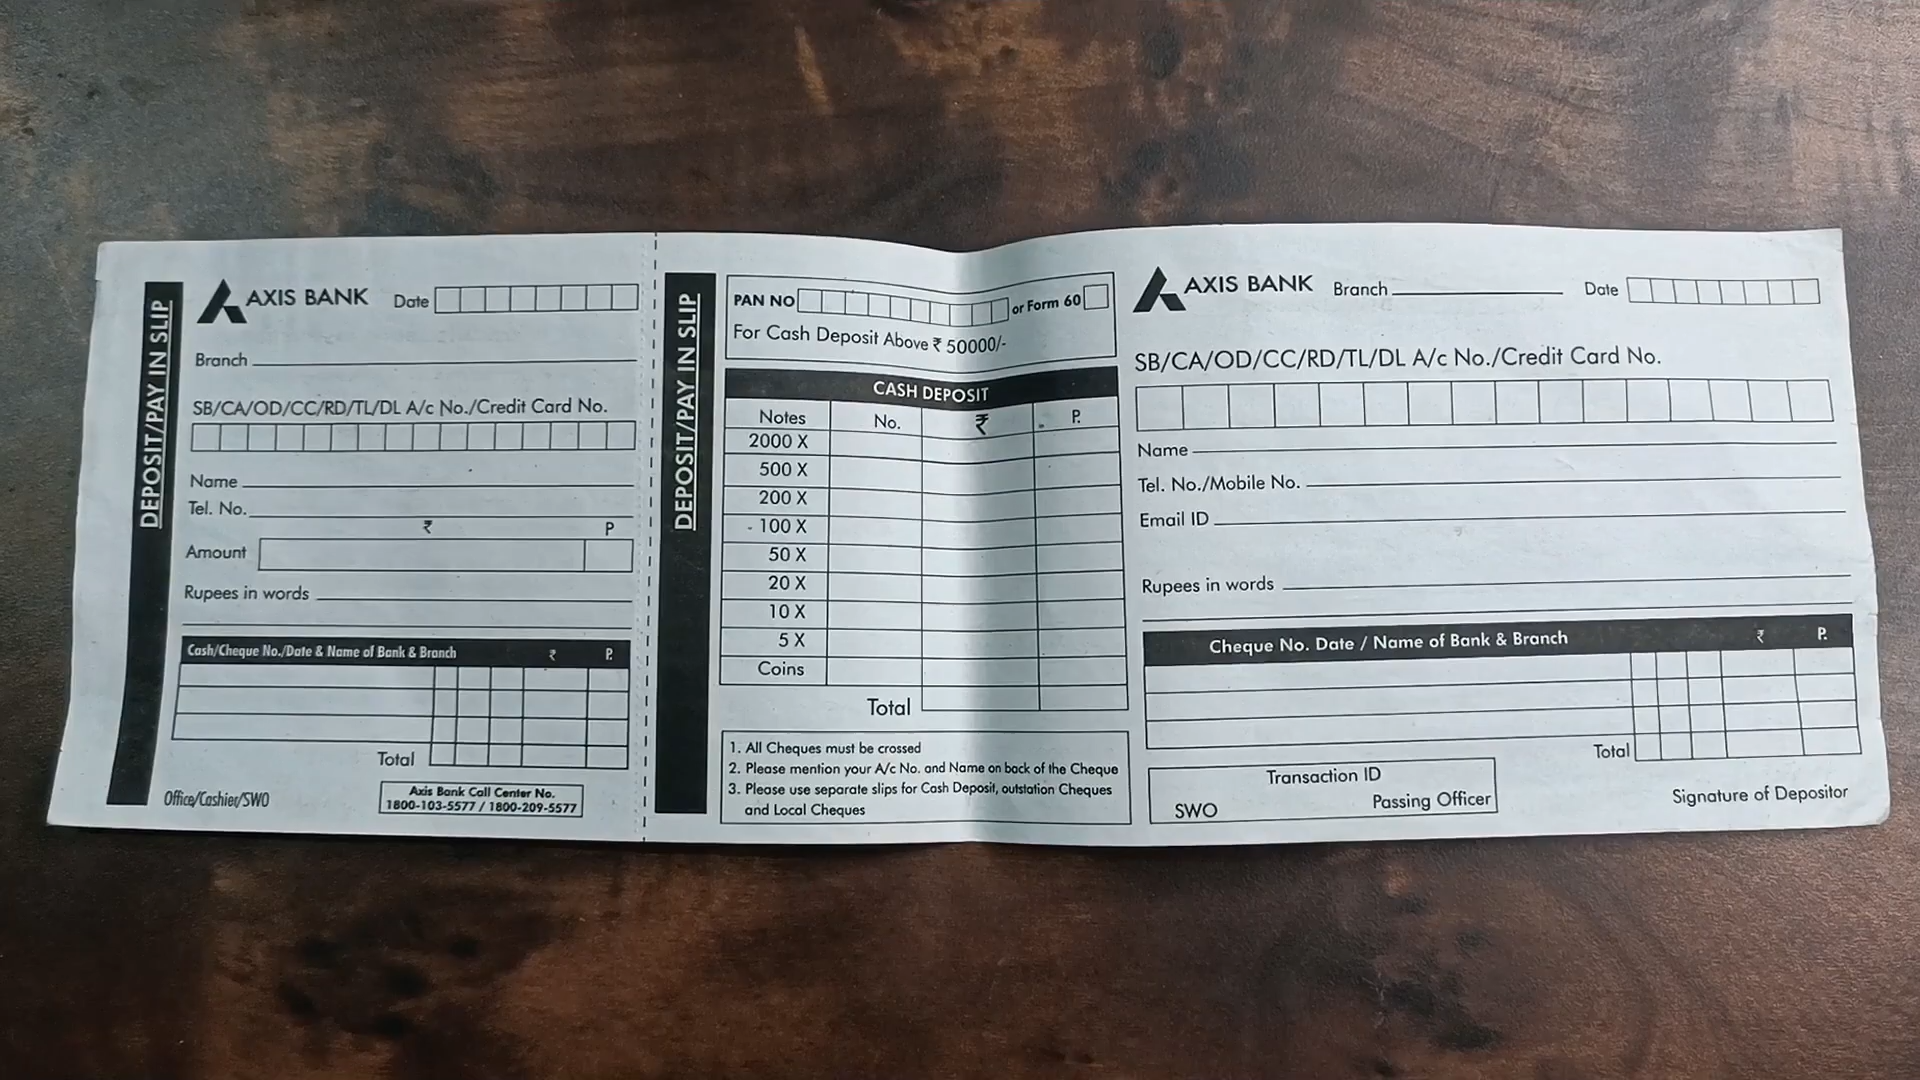 DEPOSIT/PAY IN SLIP
AXIS BANK Date
Branch
SB/CA/OD/CC/RD/TL/DL A/c No./Credit Card No.
Name
Tel. No.
₹ P
Amount
Rupees in words
Cash/Cheque No./Date & Name of Bank & Branch ₹ P.
Total
Office/Cashier/SWO
Axis Bank Call Center No.
1800-103-5577 / 1800-209-5577
DEPOSIT/PAY IN SLIP
PAN NO or Form 60
For Cash Deposit Above ₹ 50000/-
CASH DEPOSIT
Notes No. ₹ P.
2000 X
500 X
200 X
100 X
50 X
20 X
10 X
5 X
Coins
Total
1. All Cheques must be crossed
2. Please mention your A/c No. and Name on back of the Cheque
3. Please use separate slips for Cash Deposit, outstation Cheques
and Local Cheques
AXIS BANK Branch Date
SB/CA/OD/CC/RD/TL/DL A/c No./Credit Card No.
Name
Tel. No./Mobile No.
Email ID
Rupees in words
Cheque No. Date / Name of Bank & Branch ₹ P.
Total
Transaction ID
SWO Passing Officer
Signature of Depositor